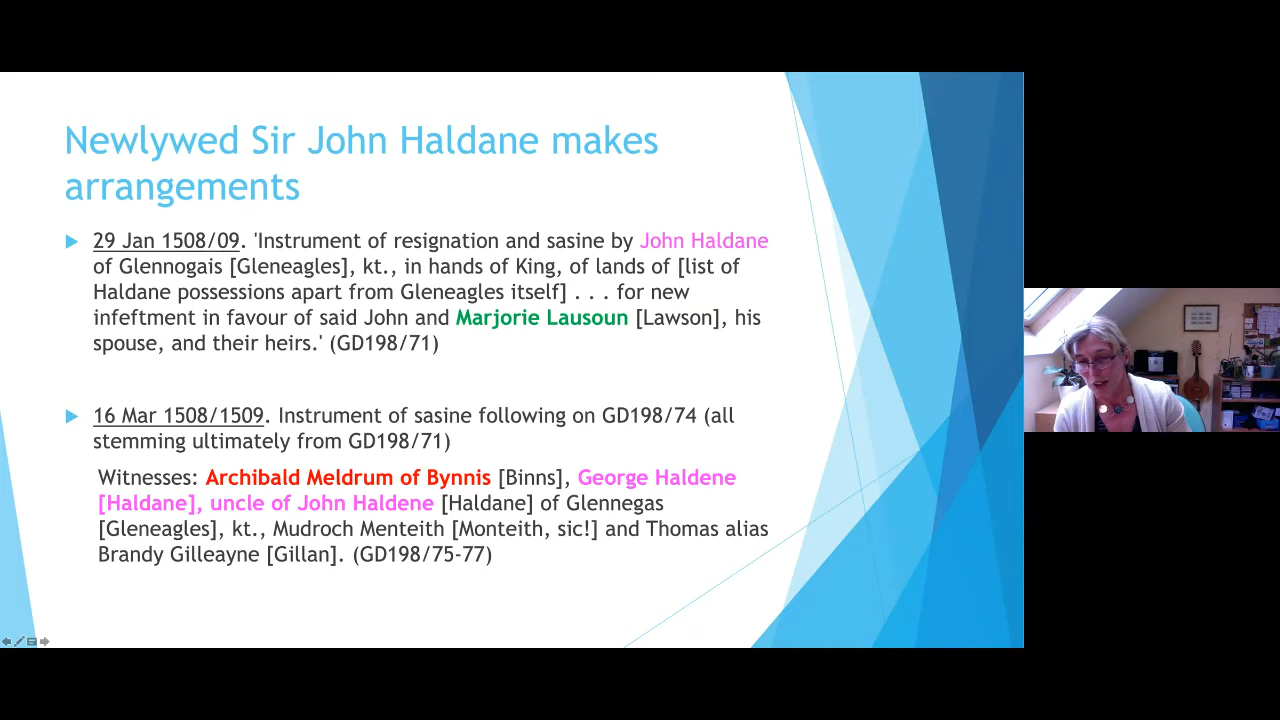 Newlywed Sir John Haldane makes
arrangements
29 Jan 1508/09. 'Instrument of resignation and sasine by John Haldane
of Glennogais [Gleneagles], kt., in hands of King, of lands of [list of
Haldane possessions apart from Gleneagles itself] . . . for new
infeftment in favour of said John and Marjorie Lausoun [Lawson], his
spouse, and their heirs.' (GD198/71)
16 Mar 1508/1509. Instrument of sasine following on GD198/74 (all
stemming ultimately from GD198/71)
Witnesses: Archibald Meldrum of Bynnis [Binns], George Haldene
[Haldane], uncle of John Haldene [Haldane] of Glennegas
[Gleneagles], kt., Mudroch Menteith [Monteith, sic!] and Thomas alias
Brandy Gilleayne [Gillan]. (GD198/75-77)